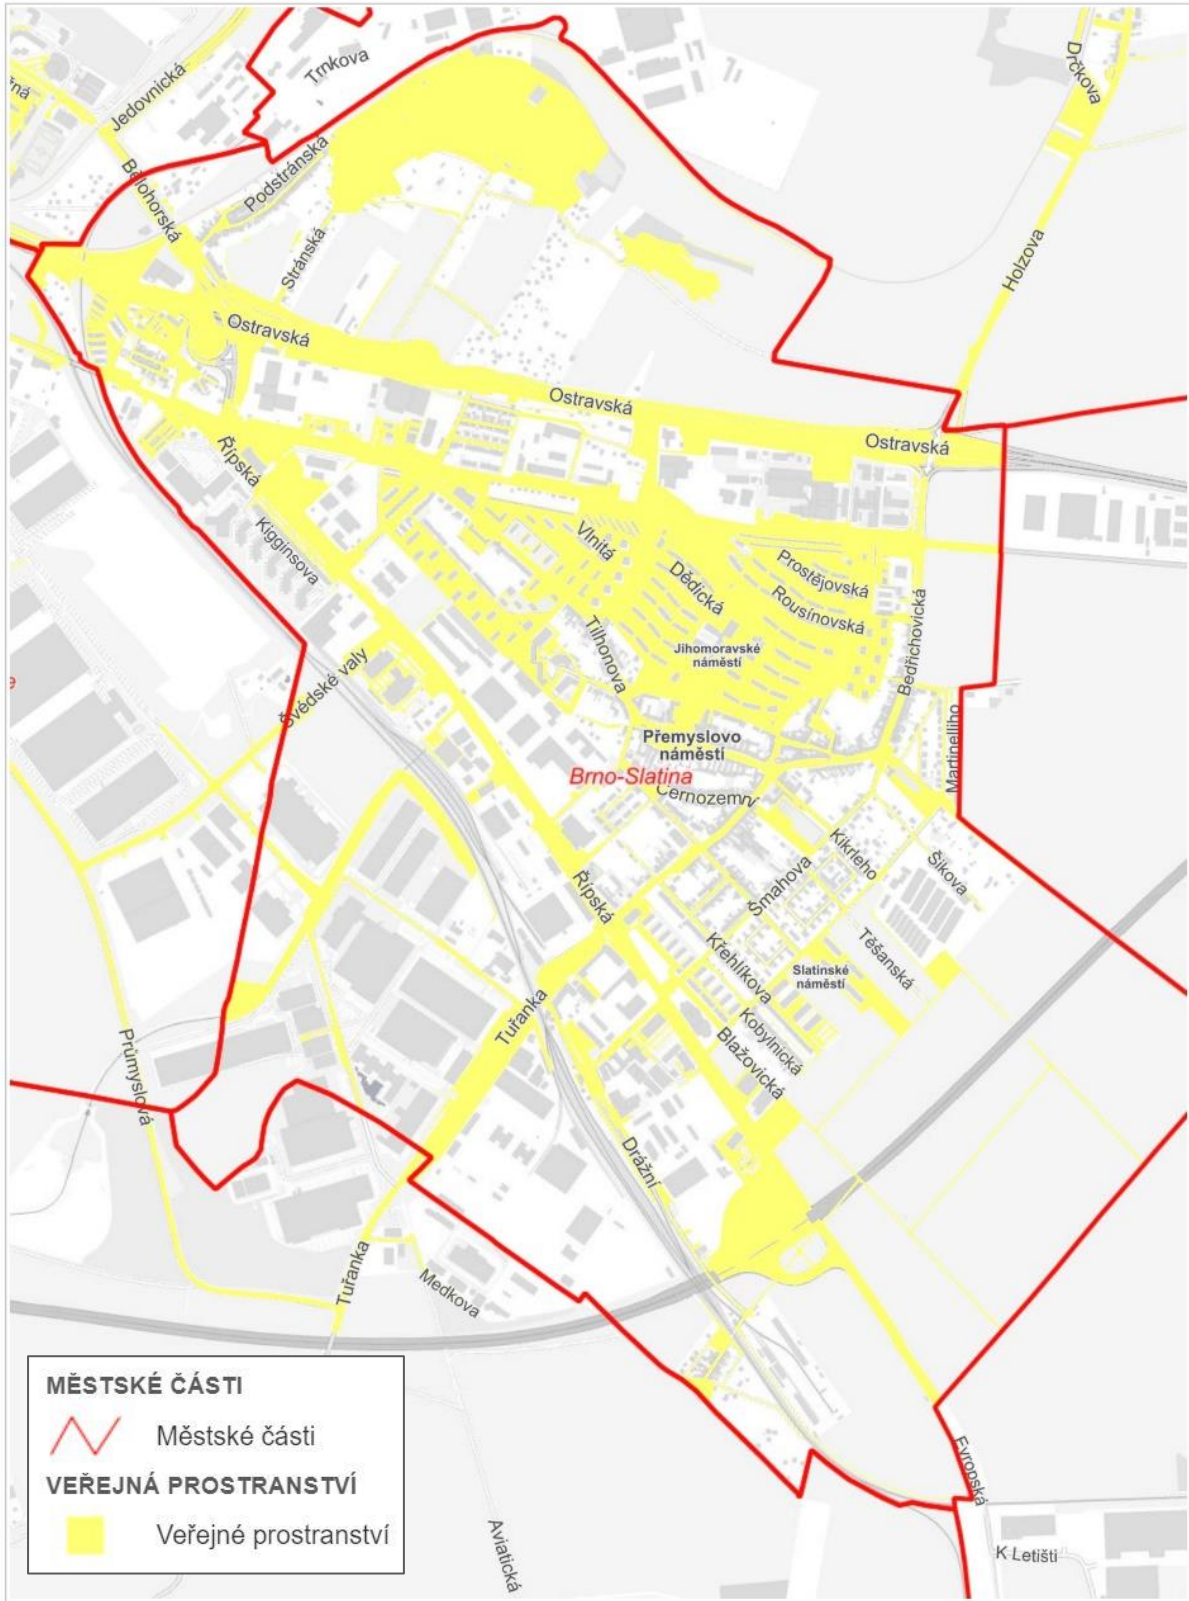 Trnkova
Jedovnická
Drčkova
Bělohorská
Podstránska
Stránská
Holzova
Ostravská
Ostravská
Ostravská
Řípská
Kigginsova
Vlnitá
Dědická
Prostějovská
Rousínovská
Tilhonova
Jihomoravské
náměstí
Bedřichovická
Švédské valy
Přemyslovo
náměstí
Martinelliho
Brno-Slatina
Černozemní
Šmahova
Kikrleho
Šikova
Řípská
Křehlíkova
Slatinské
náměstí
Těšanská
Tuřanka
Kobylnická
Blažovická
Průmyslová
Drážní
Tuřanka
Medkova
Evropská
Aviatická
K Letišti
MĚSTSKÉ ČÁSTI
Městské části
VEŘEJNÁ PROSTRANSTVÍ
Veřejné prostranství